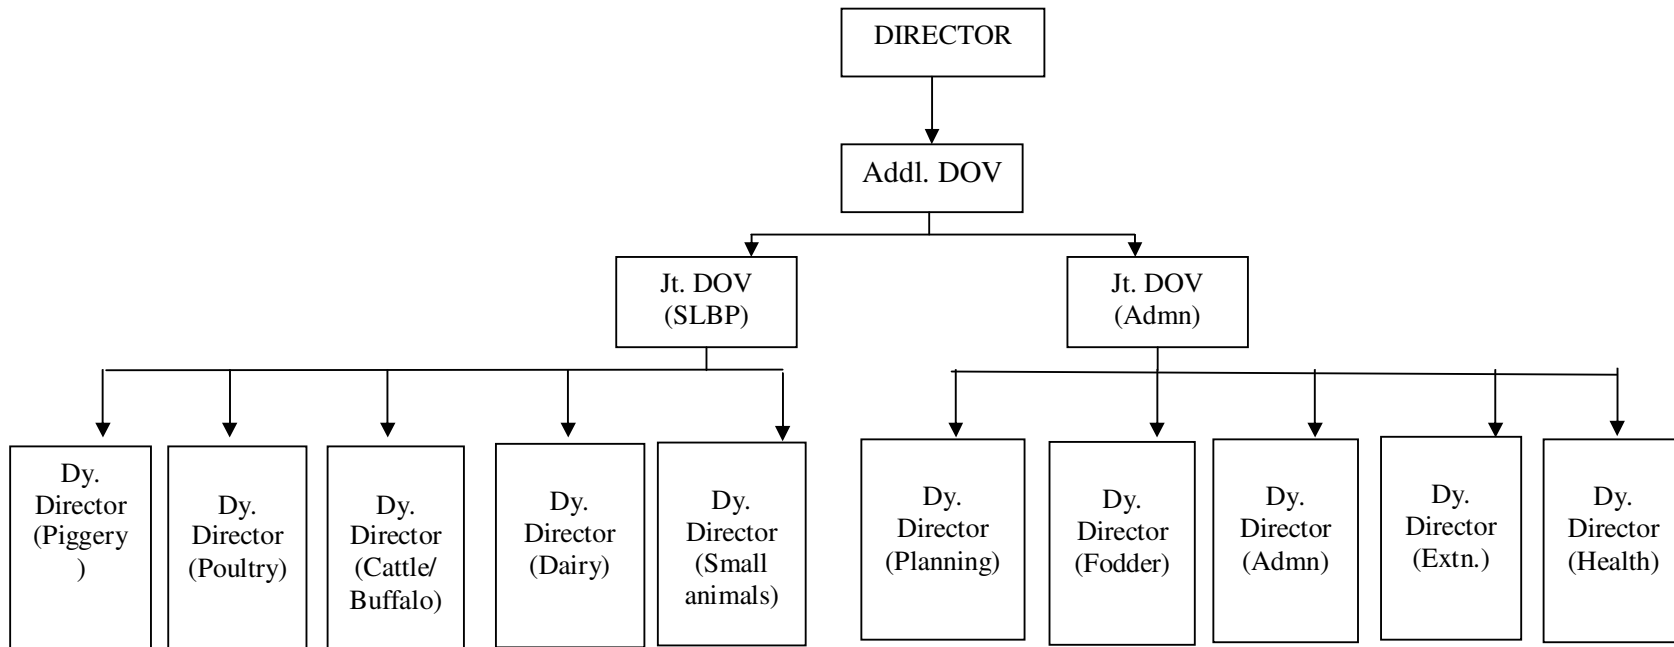 DIRECTOR
Addl. DOV
Jt. DOV
(SLBP)
Jt. DOV
(Admn)
Dy.
Director
(Piggery
)
Dy.
Director
(Poultry)
Dy.
Director
(Cattle/
Buffalo)
Dy.
Director
(Dairy)
Dy.
Director
(Small
animals)
Dy.
Director
(Planning)
Dy.
Director
(Fodder)
Dy.
Director
(Admn)
Dy.
Director
(Extn.)
Dy.
Director
(Health)